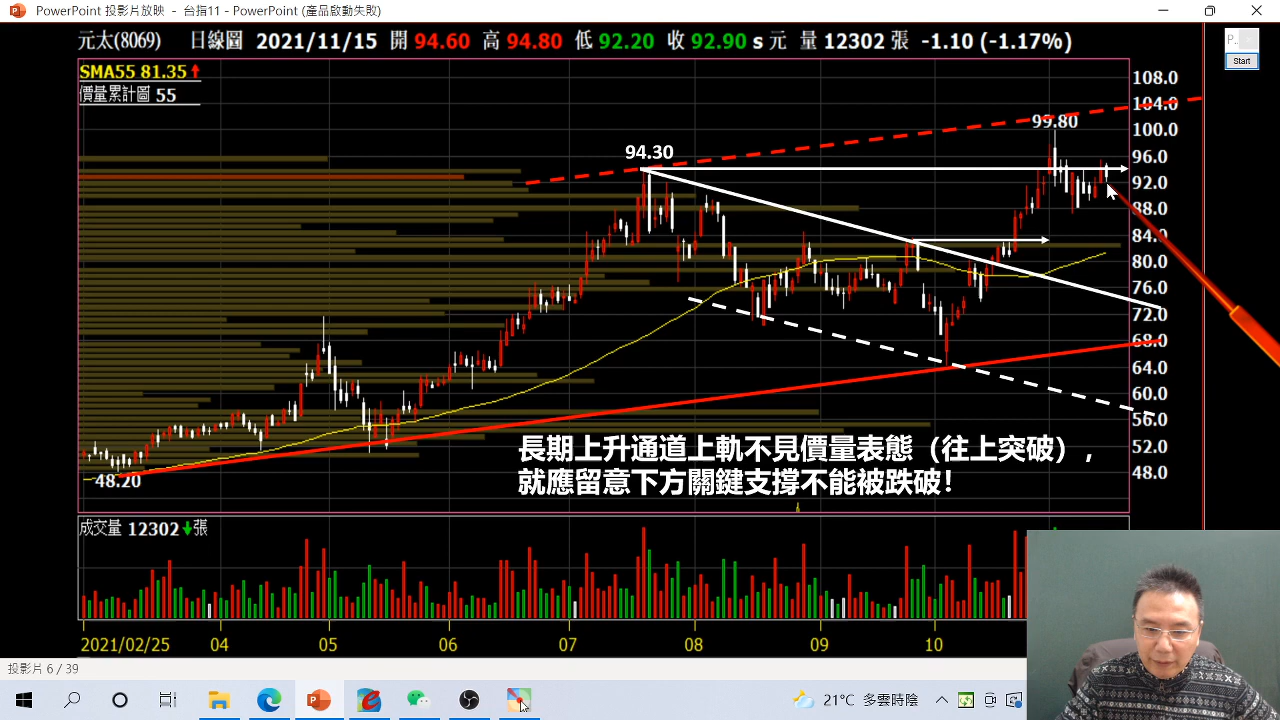 PowerPoint 投影片放映 - 台指11 - PowerPoint (產品啟動失敗)
P..
Start
元太(8069) 日線圖 2021/11/15 開 94.60 高 94.80 低 92.20 收 92.90 s 元 量 12302 張 -1.10 (-1.17%)
SMA55 81.35
價量累計圖 55
108.0
104.0
100.0
96.0
92.0
88.0
84.0
80.0
76.0
72.0
68.0
64.0
60.0
56.0
52.0
48.0
99.80
94.30
48.20
長期上升通道上軌不見價量表態（往上突破），
就應留意下方關鍵支撐不能被跌破！
成交量 12302 張
2021/02/25 04 05 06 07 08 09 10
投影片 6 / 39
21°C 多雲時陰